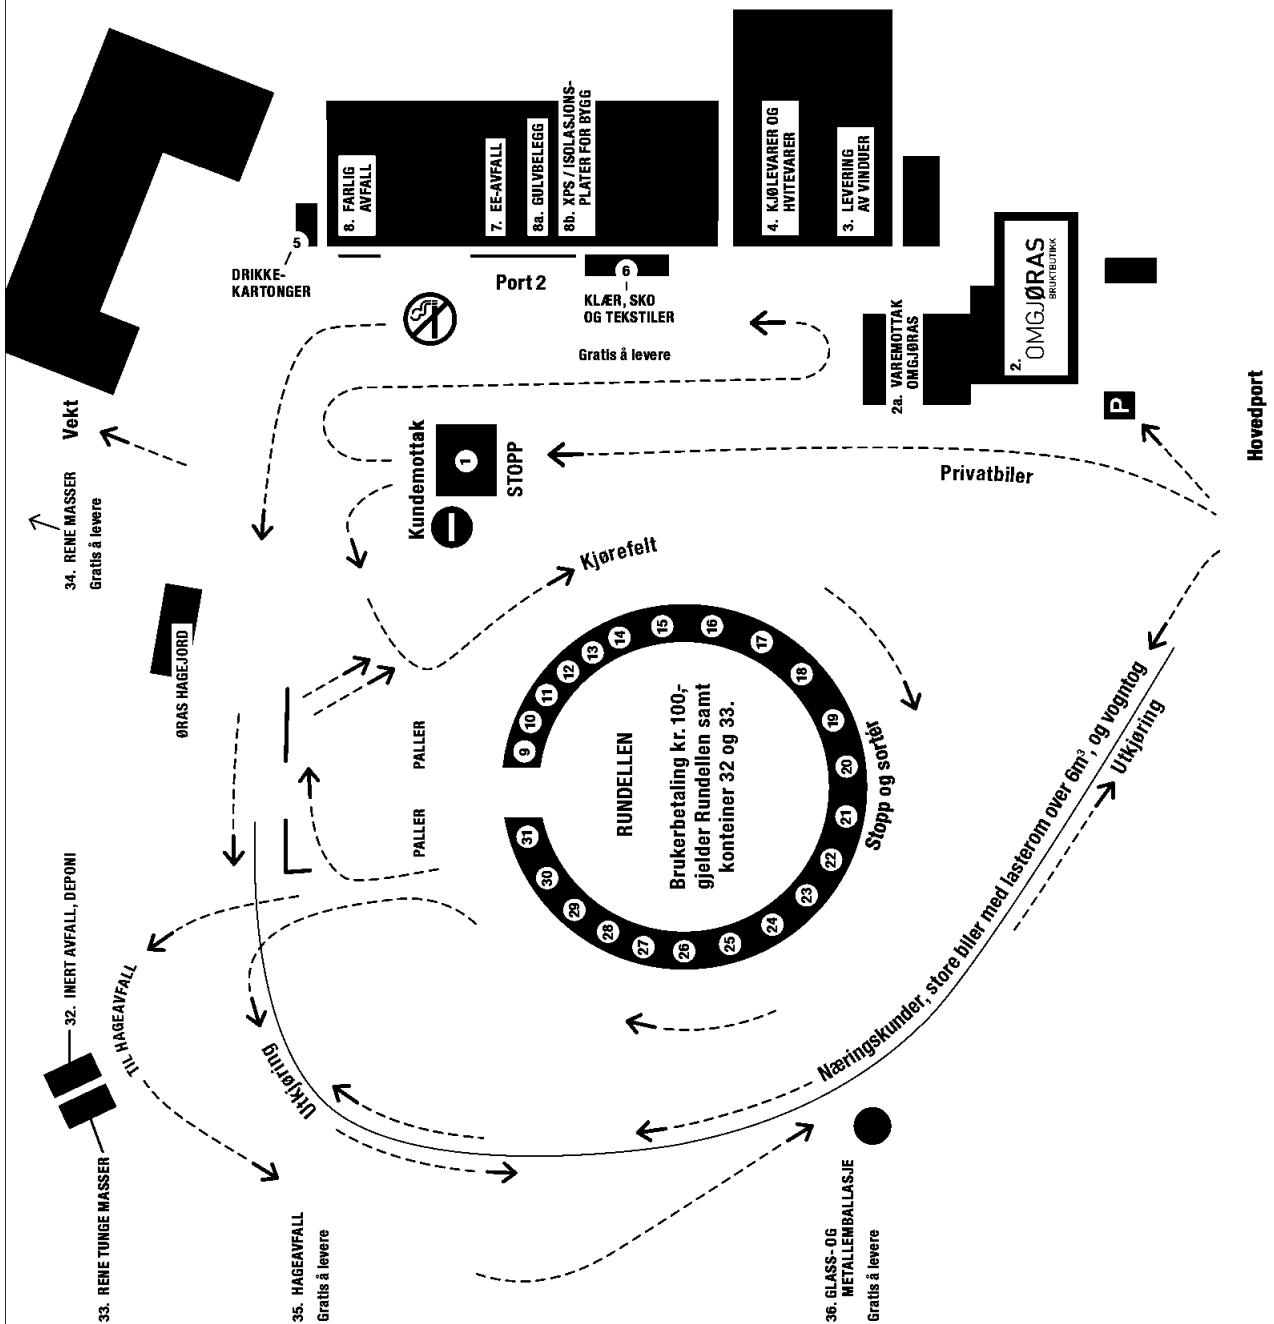 8. FARLIG
AVFALL
7. EE-AVFALL
8a. GULVBELEGG
8b. XPS / ISOLASJONS-
PLATER FOR BYGG
4. KJØLEVARER OG
HVITEVARER
3. LEVERING
AV VINDUER
5
DRIKKE-
KARTONGER
Port 2
6
KLÆR, SKO
OG TEKSTILER
Gratis å levere
2a. VAREMOTTAK
OMGJØRAS
2.
OMGJØRAS
BRUKTBUTIKK
P
Hovedport
Vekt
34. RENE MASSER
Gratis å levere
Kundemottak
1
STOPP
Privatbiler
Kjørefelt
ØRAS HAGEJORD
PALLER
PALLER
RUNDELLEN
Brukerbetaling kr. 100,-
gjelder Rundellen samt
konteiner 32 og 33.
9
10
11
12
13
14
15
16
17
18
19
20
21
22
23
24
25
26
27
28
29
30
31
Stopp og sortér
Næringskunder, store biler med lasterom over 6m³, og vogntog
Utkjøring
Utkjøring
TIL HAGEAVFALL
32. INERT AVFALL, DEPONI
33. RENE TUNGE MASSER
35. HAGEAVFALL
Gratis å levere
36. GLASS- OG
METALLEMBALLASJE
Gratis å levere